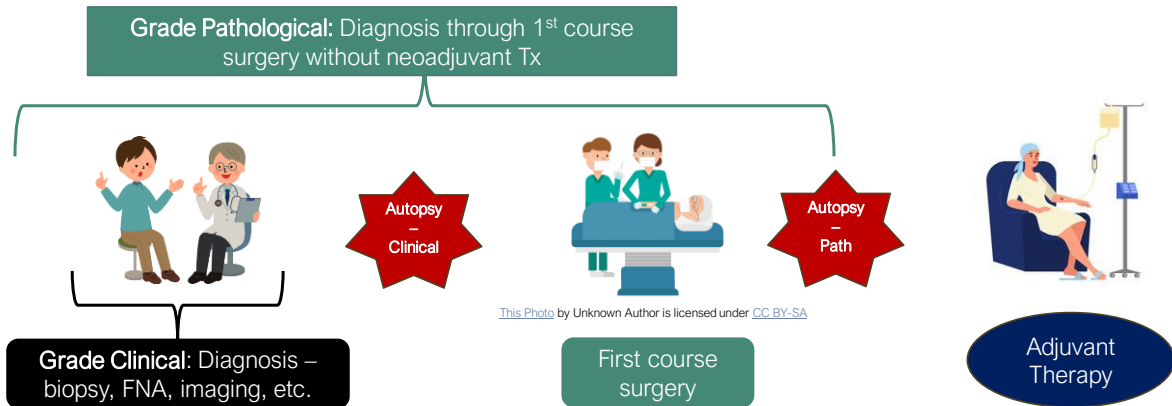 Grade Pathological: Diagnosis through 1st course
surgery without neoadjuvant Tx
Autopsy
–
Clinical
Autopsy
–
Path
This Photo by Unknown Author is licensed under CC BY-SA
Grade Clinical: Diagnosis –
biopsy, FNA, imaging, etc.
First course
surgery
Adjuvant
Therapy